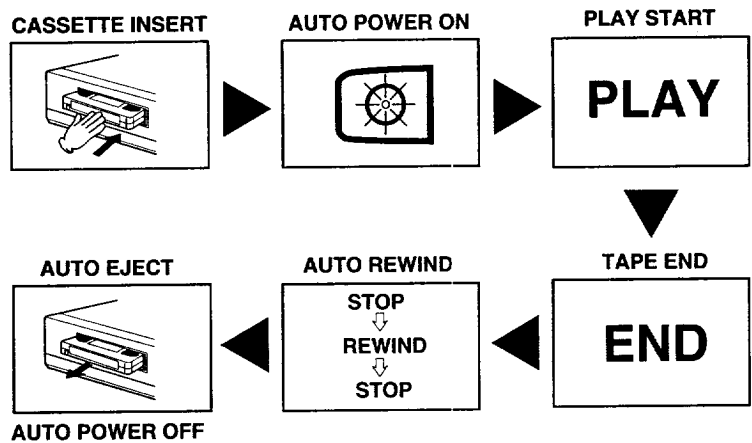 CASSETTE INSERT
AUTO POWER ON
PLAY START
PLAY
TAPE END
END
AUTO REWIND
STOP
REWIND
STOP
AUTO EJECT
AUTO POWER OFF